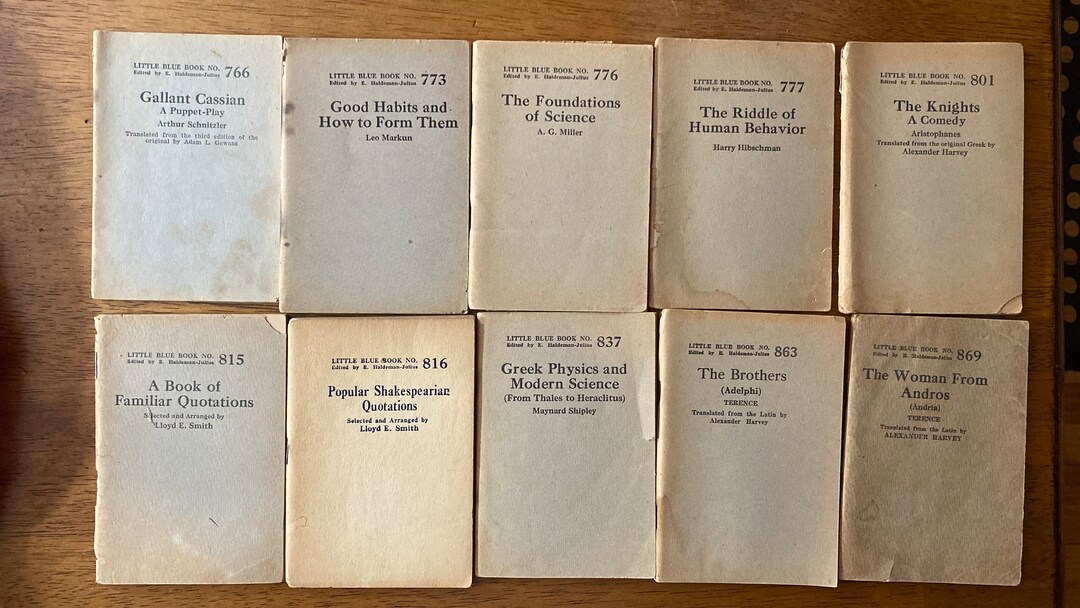 LITTLE BLUE BOOK NO. 766
Edited by E. Haldeman-Julius
Gallant Cassian
A Puppet-Play
Arthur Schnitzler
Translated from the third edition of the
original by Adam L. Gowans
LITTLE BLUE BOOK NO. 773
Edited by E. Haldeman-Julius
Good Habits and
How to Form Them
Leo Markun
LITTLE BLUE BOOK NO. 776
Edited by E. Haldeman-Julius
The Foundations
of Science
A. G. Miller
LITTLE BLUE BOOK NO. 777
Edited by E. Haldeman-Julius
The Riddle of
Human Behavior
Harry Hibschman
LITTLE BLUE BOOK NO. 801
Edited by E. Haldeman-Julius
The Knights
A Comedy
Aristophanes
Translated from the original Greek by
Alexander Harvey
LITTLE BLUE BOOK NO. 815
Edited by E. Haldeman-Julius
A Book of
Familiar Quotations
Selected and Arranged by
Lloyd E. Smith
LITTLE BLUE BOOK NO. 816
Edited by E. Haldeman-Julius
Popular Shakespearian
Quotations
Selected and Arranged by
Lloyd E. Smith
LITTLE BLUE BOOK NO. 837
Edited by E. Haldeman-Julius
Greek Physics and
Modern Science
(From Thales to Heraclitus)
Maynard Shipley
LITTLE BLUE BOOK NO. 863
Edited by E. Haldeman-Julius
The Brothers
(Adelphi)
TERENCE
Translated from the Latin by
Alexander Harvey
LITTLE BLUE BOOK NO. 869
Edited by E. Haldeman-Julius
The Woman From
Andros
(Andria)
TERENCE
Translated from the Latin by
ALEXANDER HARVEY